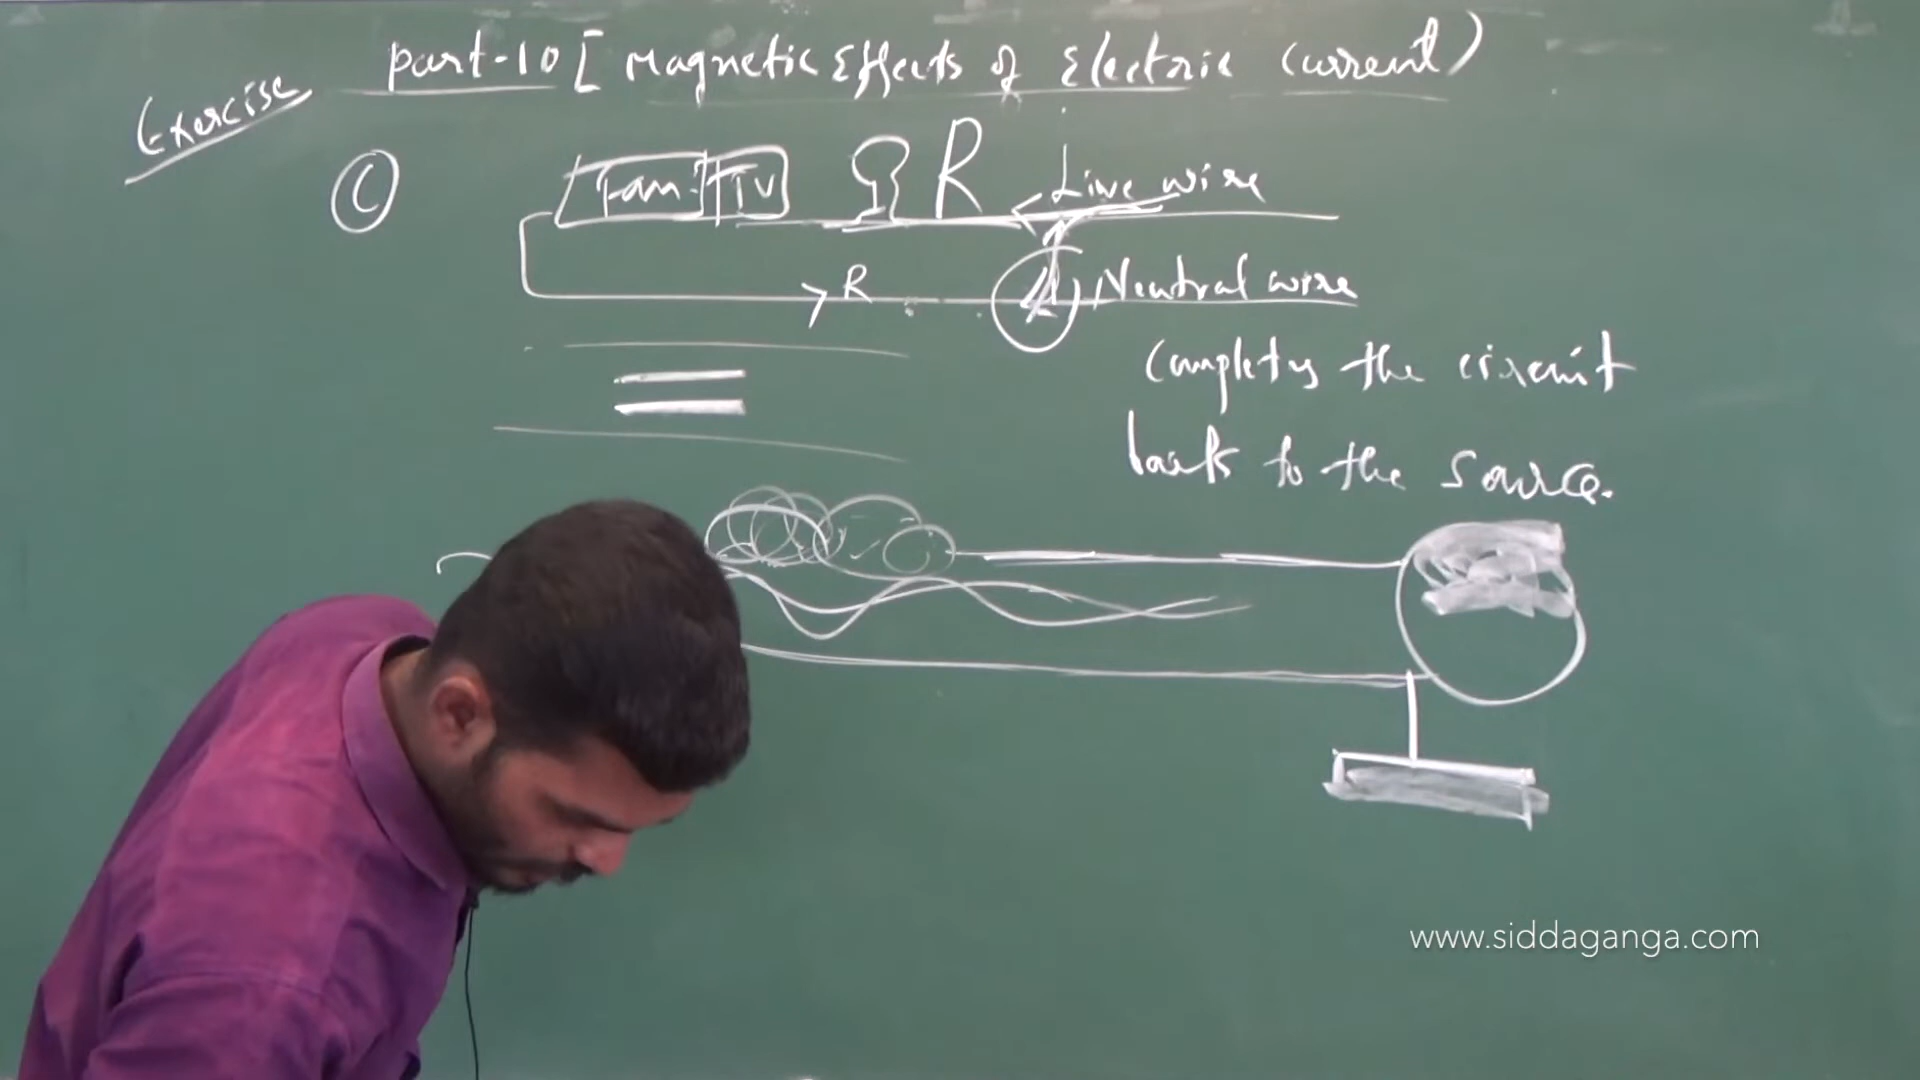 Part-10 [Magnetic Effects of Electric Current)
Exercise
C
Fan TV R Live wire
R Neutral wire
Completes the circuit
back to the source.
www.siddaganga.com